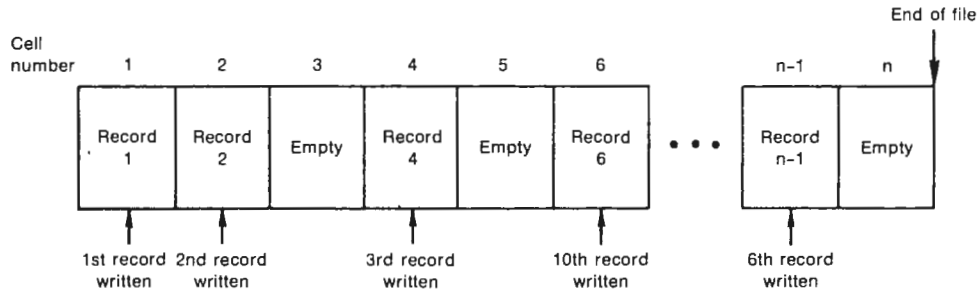 End of file
Cell
number 1 2 3 4 5 6 n-1 n
Record Record Empty Record Empty Record Record Empty
1 2 4 6 n-1
1st record 2nd record 3rd record 10th record 6th record
written written written written written